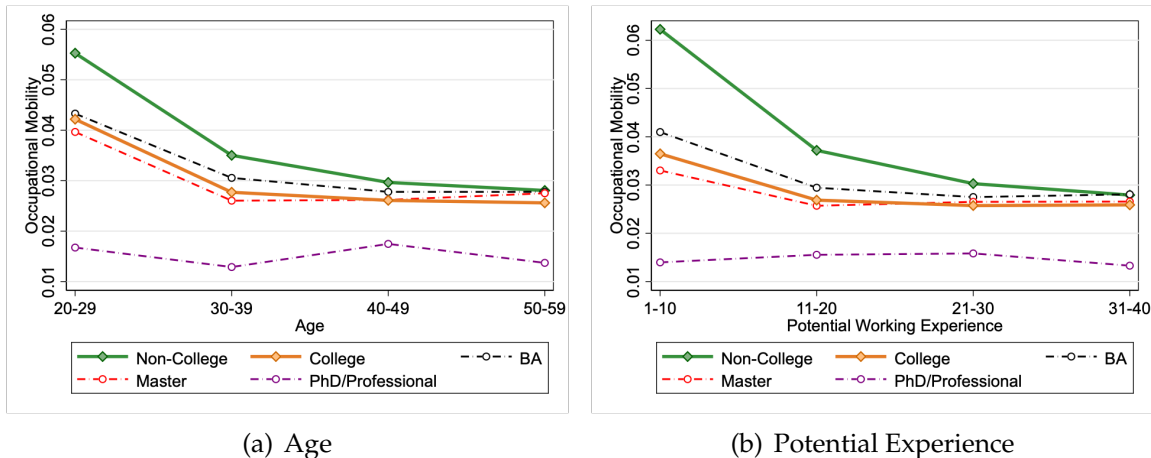 Occupational Mobility
0.06
0.05
0.04
0.03
0.02
0.01
20-29 30-39 40-49 50-59
Age
Non-College College BA
Master PhD/Professional
(a) Age
Occupational Mobility
0.06
0.05
0.04
0.03
0.02
0.01
1-10 11-20 21-30 31-40
Potential Working Experience
Non-College College BA
Master PhD/Professional
(b) Potential Experience